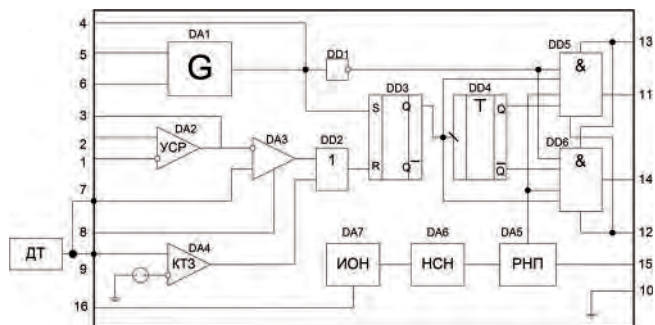 4
DA1
13
5
G
DD1
DD5
&
6
DD3
DD4
11
3
DA2
S
Q
T
Q
2
УСР
DA3
DD2
DD6
&
1
1
R
Q
Q
14
7
8
DA4
12
ДТ
КТЗ
DA7
DA6
DA5
9
ИОН
НСН
РНП
15
10
16